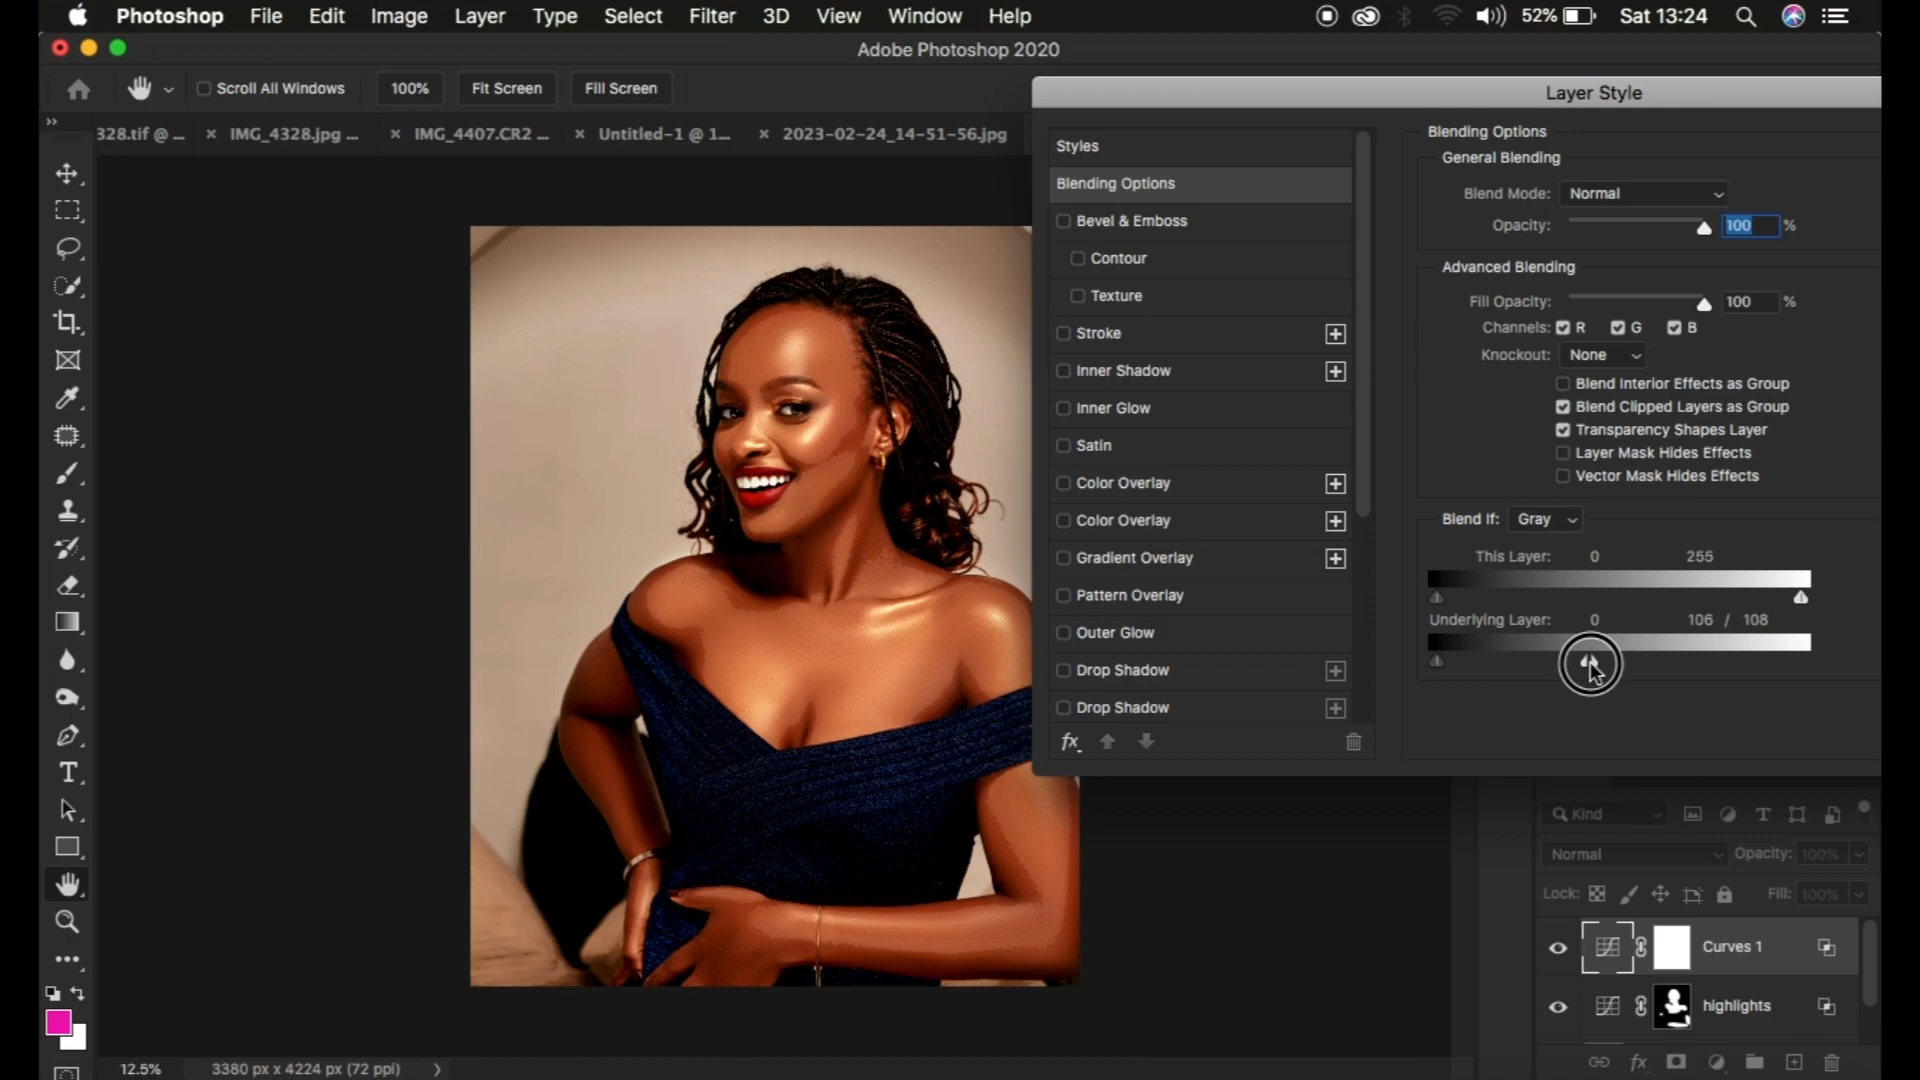 Photoshop File Edit Image Layer Type Select Filter 3D View Window Help 52% Sat 13:24
Adobe Photoshop 2020
Scroll All Windows 100% Fit Screen Fill Screen
328.tif @ ... × IMG_4328.jpg ... × IMG_4407.CR2 ... × Untitled-1 @ 1... × 2023-02-24_14-51-56.jpg
Layer Style
Styles
Blending Options
Bevel & Emboss
Contour
Texture
Stroke
Inner Shadow
Inner Glow
Satin
Color Overlay
Color Overlay
Gradient Overlay
Pattern Overlay
Outer Glow
Drop Shadow
Drop Shadow
fx
Blending Options
General Blending
Blend Mode: Normal
Opacity: 100 %
Advanced Blending
Fill Opacity: 100 %
Channels: R G B
Knockout: None
Blend Interior Effects as Group
Blend Clipped Layers as Group
Transparency Shapes Layer
Layer Mask Hides Effects
Vector Mask Hides Effects
Blend If: Gray
This Layer: 0 255
Underlying Layer: 0 106 / 108
Kind
Normal Opacity: 100%
Lock: Fill: 100%
Curves 1
highlights
fx
12.5% 3380 px x 4224 px (72 ppi)